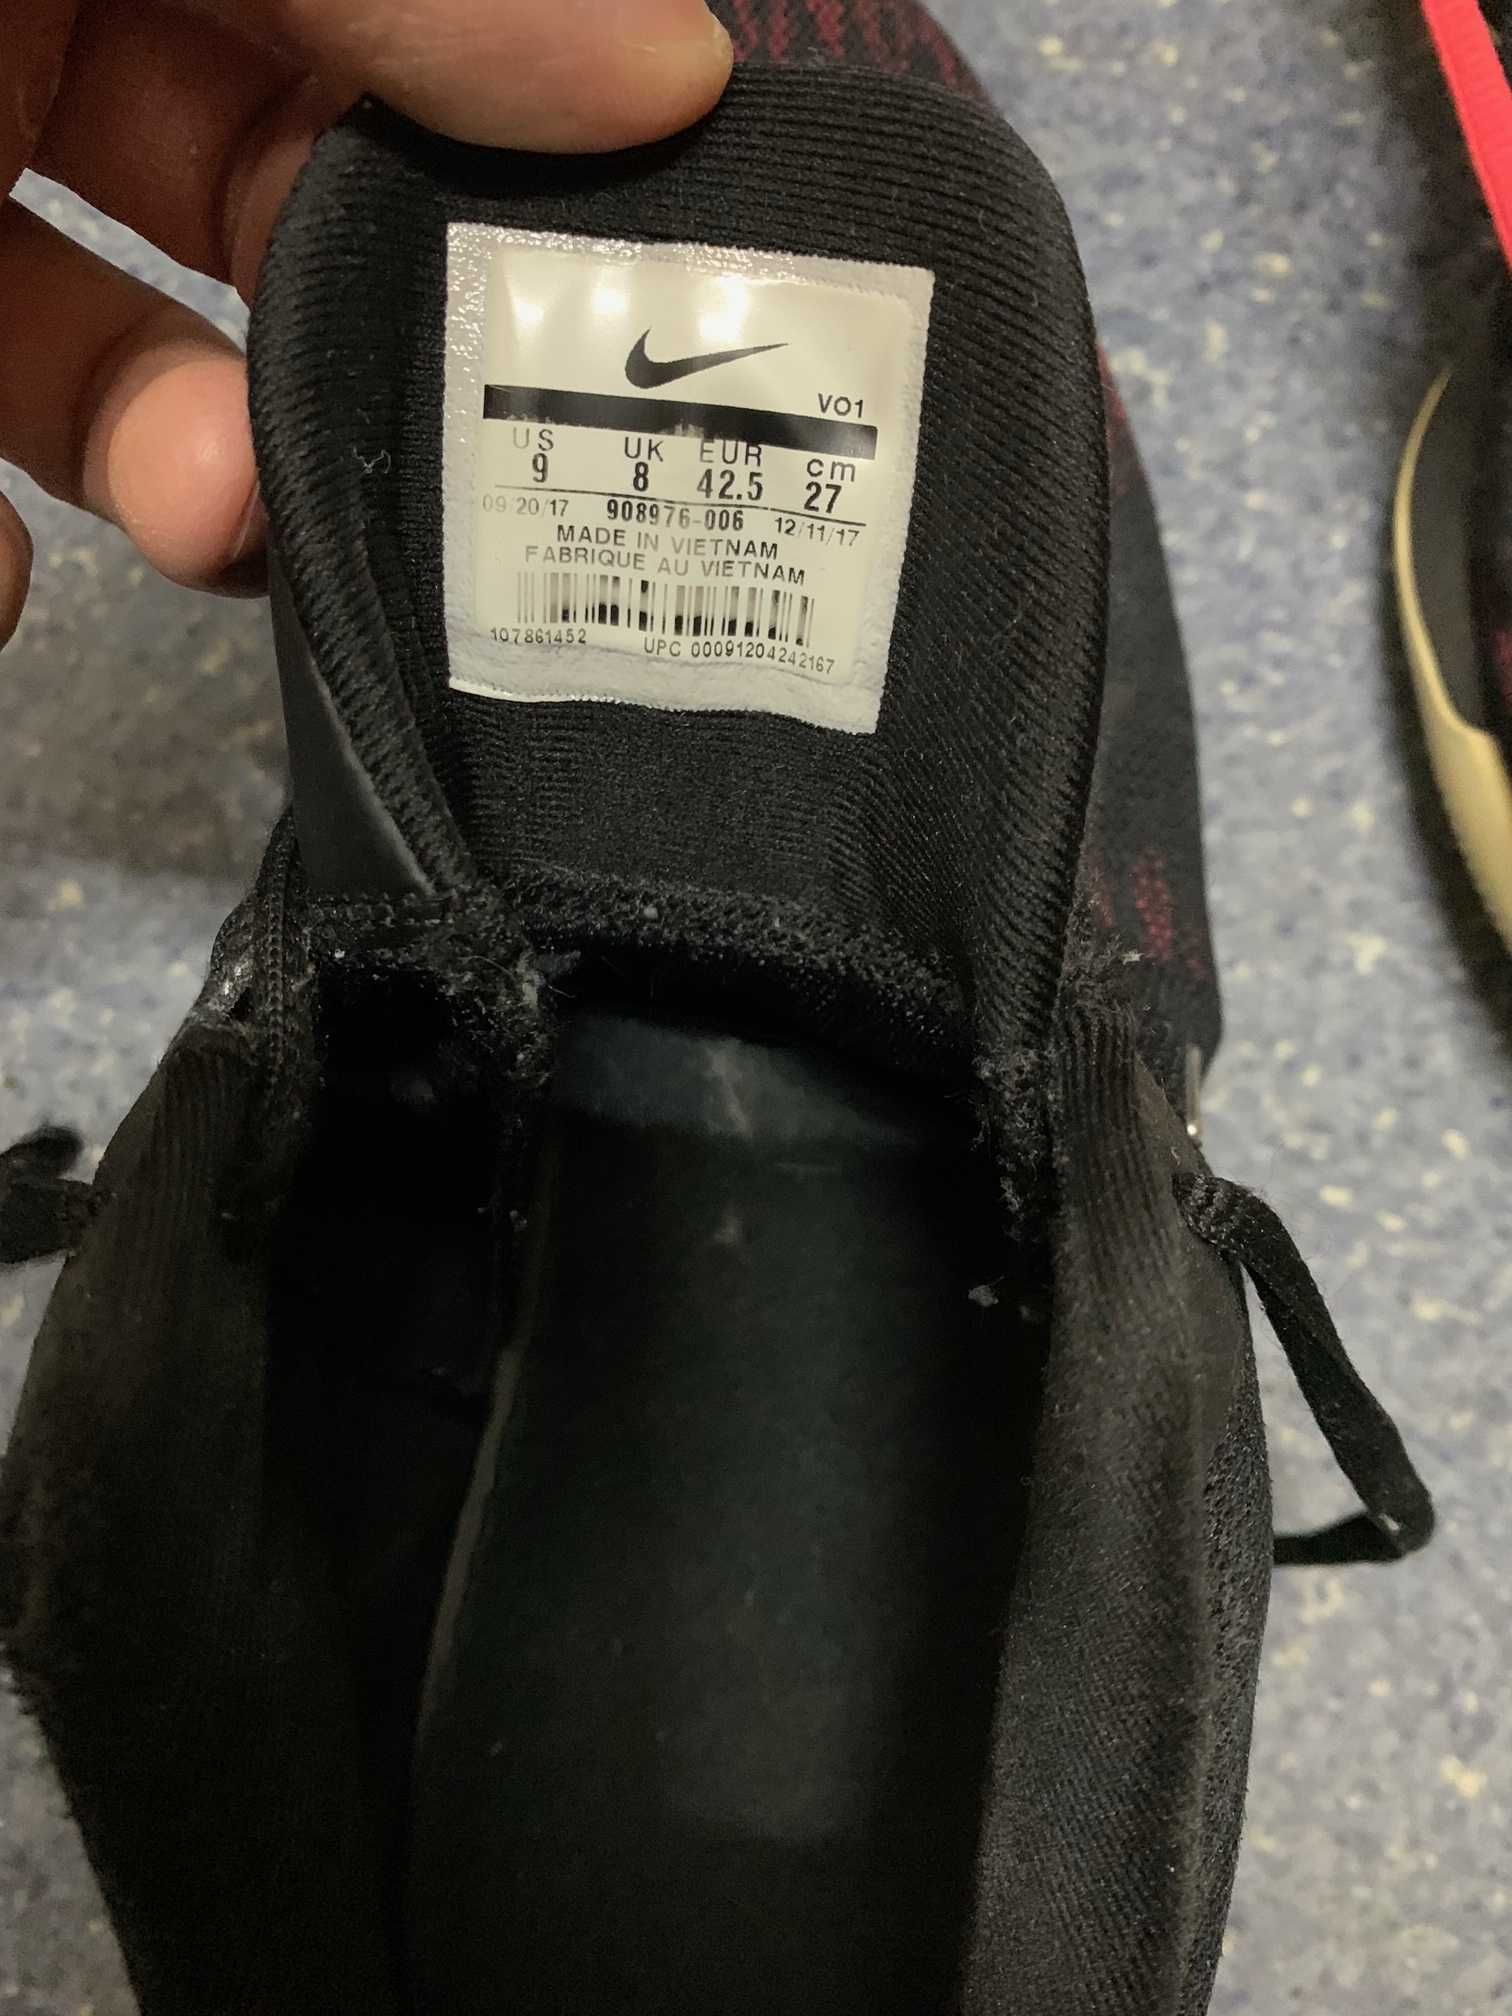 VO1
US UK EUR cm
9 8 42.5 27
09/20/17 908976-006 12/11/17
MADE IN VIETNAM
FABRIQUE AU VIETNAM
107861452 UPC 00091204242167